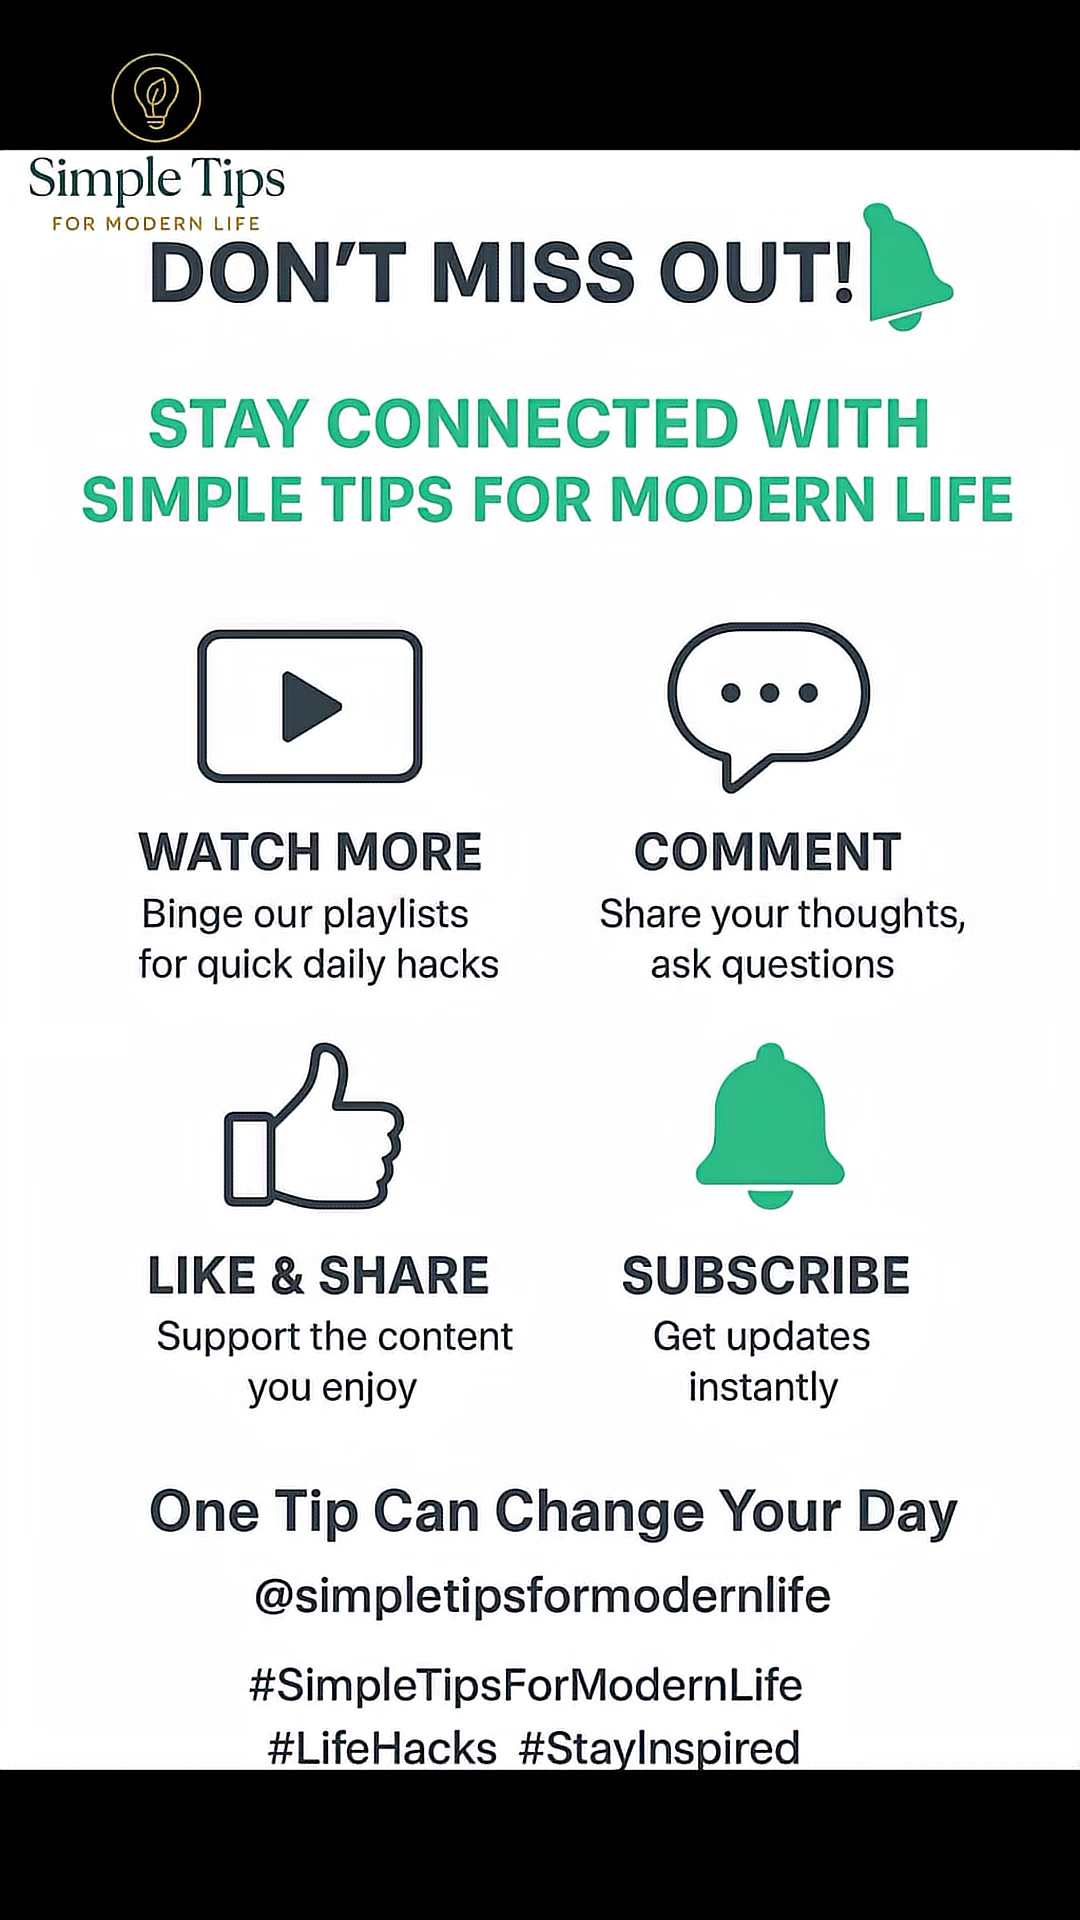 Simple Tips
FOR MODERN LIFE
DON'T MISS OUT!
STAY CONNECTED WITH
SIMPLE TIPS FOR MODERN LIFE
WATCH MORE
Binge our playlists
for quick daily hacks
COMMENT
Share your thoughts,
ask questions
LIKE & SHARE
Support the content
you enjoy
SUBSCRIBE
Get updates
instantly
One Tip Can Change Your Day
@simpletipsformodernlife
#SimpleTipsForModernLife
#LifeHacks #StayInspired